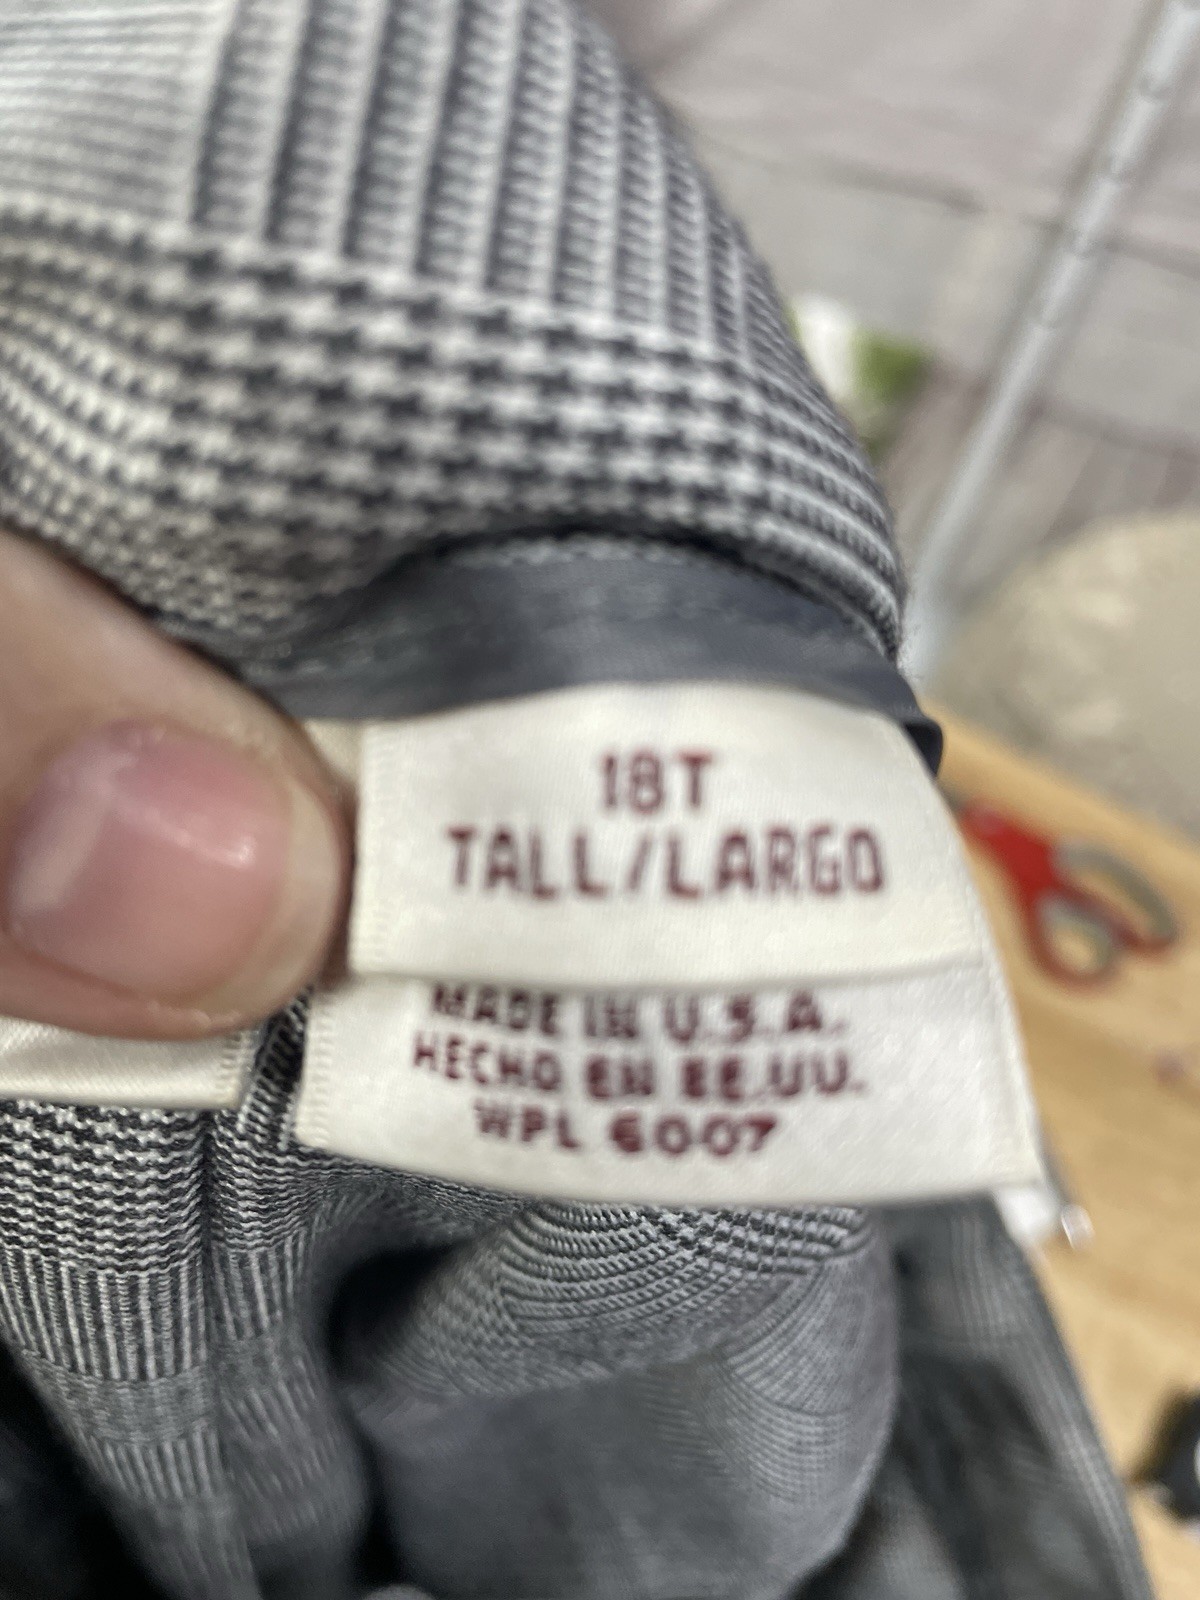 18T
TALL/LARGO
MADE IN U.S.A.
HECHO EN EE.UU.
WPL 6007